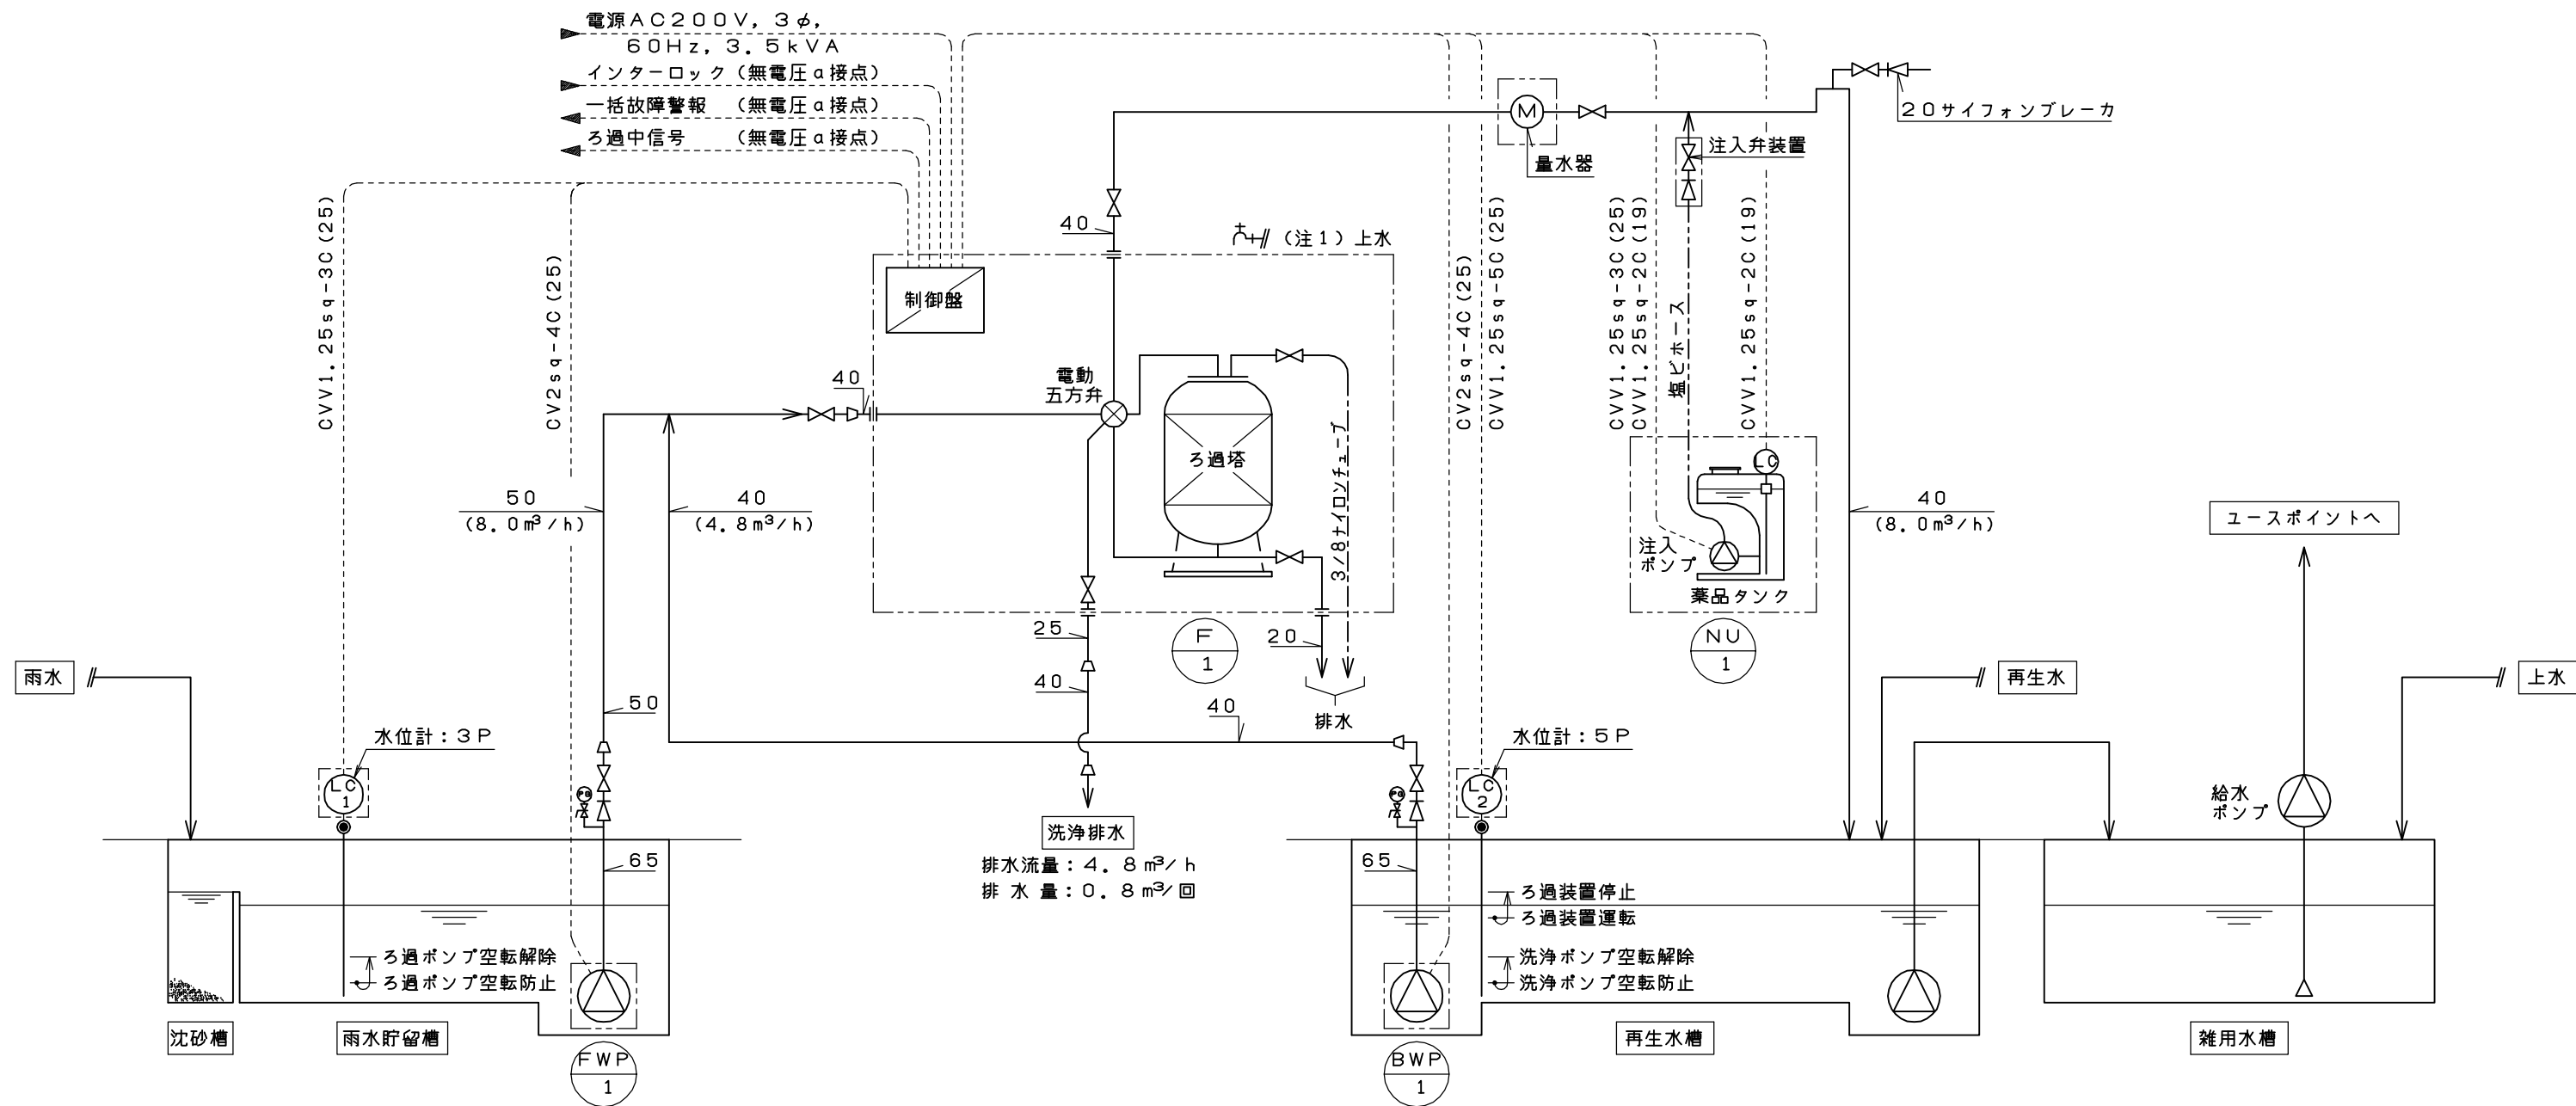 電源AC200V, 3φ,
60Hz, 3.5kVA
インターロック(無電圧a接点)
一括故障警報 (無電圧a接点)
ろ過中信号 (無電圧a接点)
20サイフォンブレーカ
M
量水器
注入弁装置
40
(注1)上水
制御盤
CVV1.25sq-3C(25)
CV2sq-4C(25)
CV2sq-4C(25)
CVV1.25sq-5C(25)
CVV1.25sq-3C(25)
CVV1.25sq-2C(19)
塩ビホース
CVV1.25sq-2C(19)
40
電動
五方弁
ろ過塔
3/8ナイロンチューブ
LC
注入
ポンプ
薬品タンク
50
(8.0m³/h)
40
(4.8m³/h)
40
(8.0m³/h)
ユースポイントへ
25
F
1
20
NU
1
雨水
40
50
40
排水
再生水
上水
水位計:3P
水位計:5P
LC
1
PG
PG
LC
2
給水
ポンプ
洗浄排水
排水流量:4.8m³/h
排水量:0.8m³/回
65
65
ろ過装置停止
ろ過装置運転
ろ過ポンプ空転解除
ろ過ポンプ空転防止
洗浄ポンプ空転解除
洗浄ポンプ空転防止
沈砂槽
雨水貯留槽
再生水槽
雑用水槽
FWP
1
BWP
1